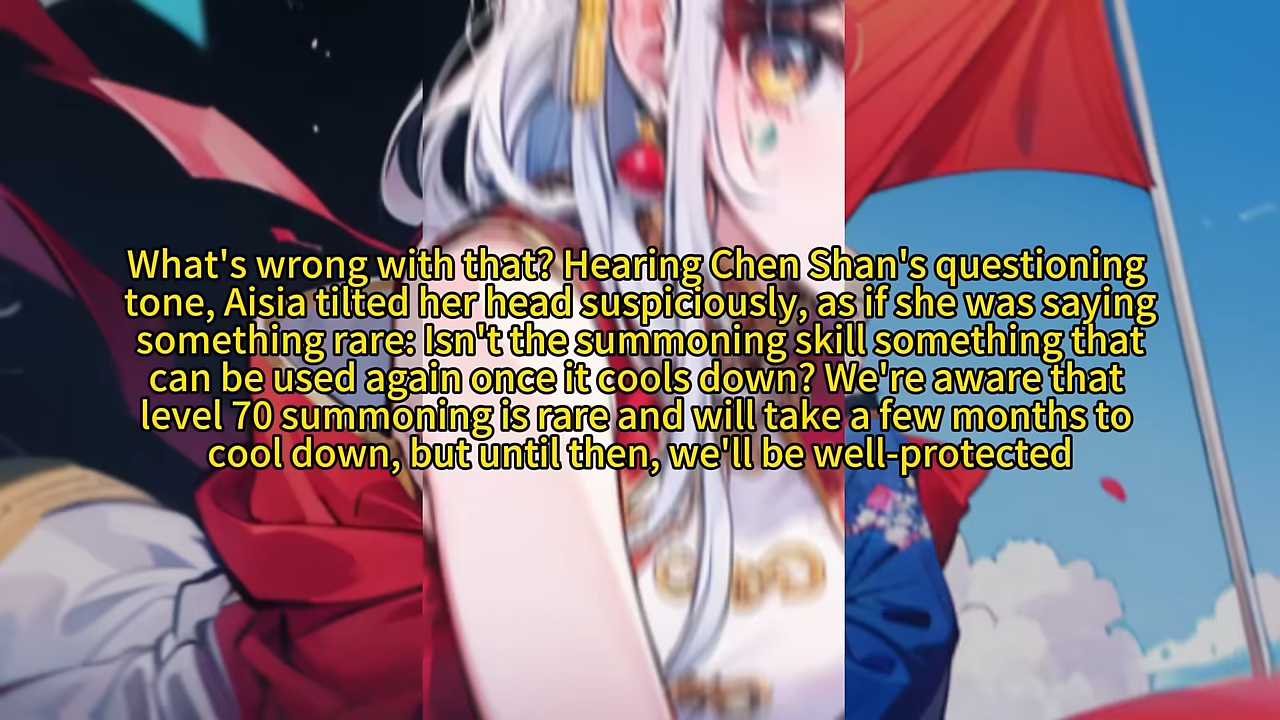 What's wrong with that? Hearing Chen Shan's questioning
tone, Aisia tilted her head suspiciously, as if she was saying
something rare: Isn't the summoning skill something that
can be used again once it cools down? We're aware that
level 70 summoning is rare and will take a few months to
cool down, but until then, we'll be well-protected